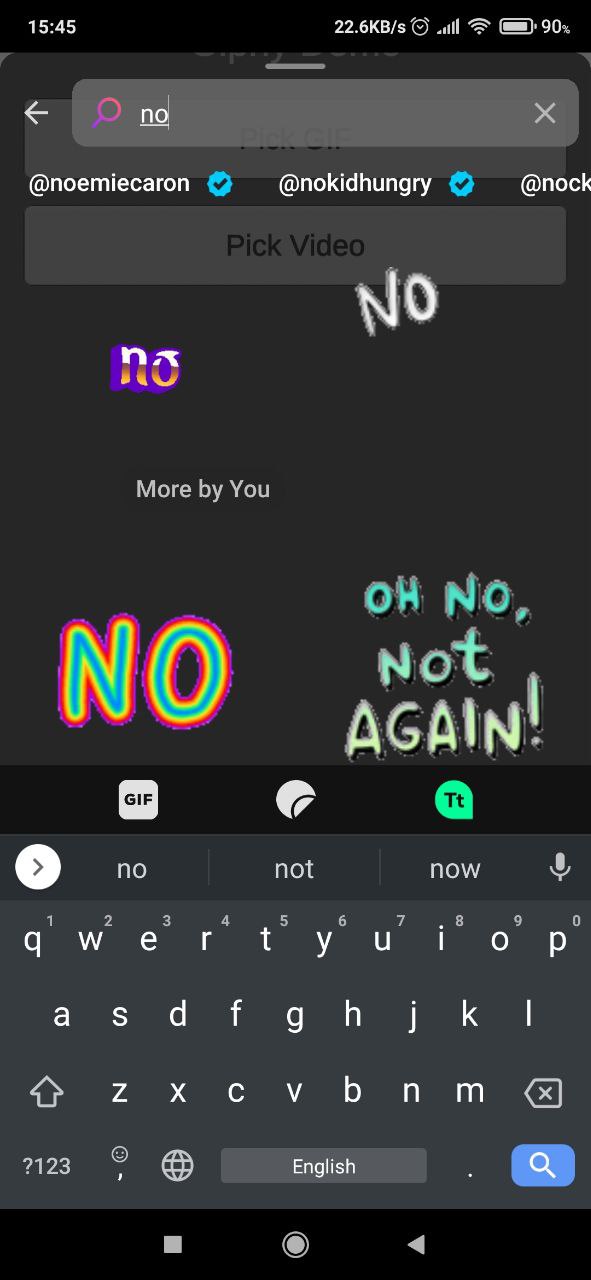 15:45 22.6KB/s 90%
Giphy Demo
no
Pick GIF
@noemiecaron @nokidhungry @nock
Pick Video
NO
no
More by You
NO
OH NO,
NOt
AGAIN!
GIF Tt
no not now
1 2 3 4 5 6 7 8 9 0
q w e r t y u i o p
a s d f g h j k l
z x c v b n m
?123 , English .